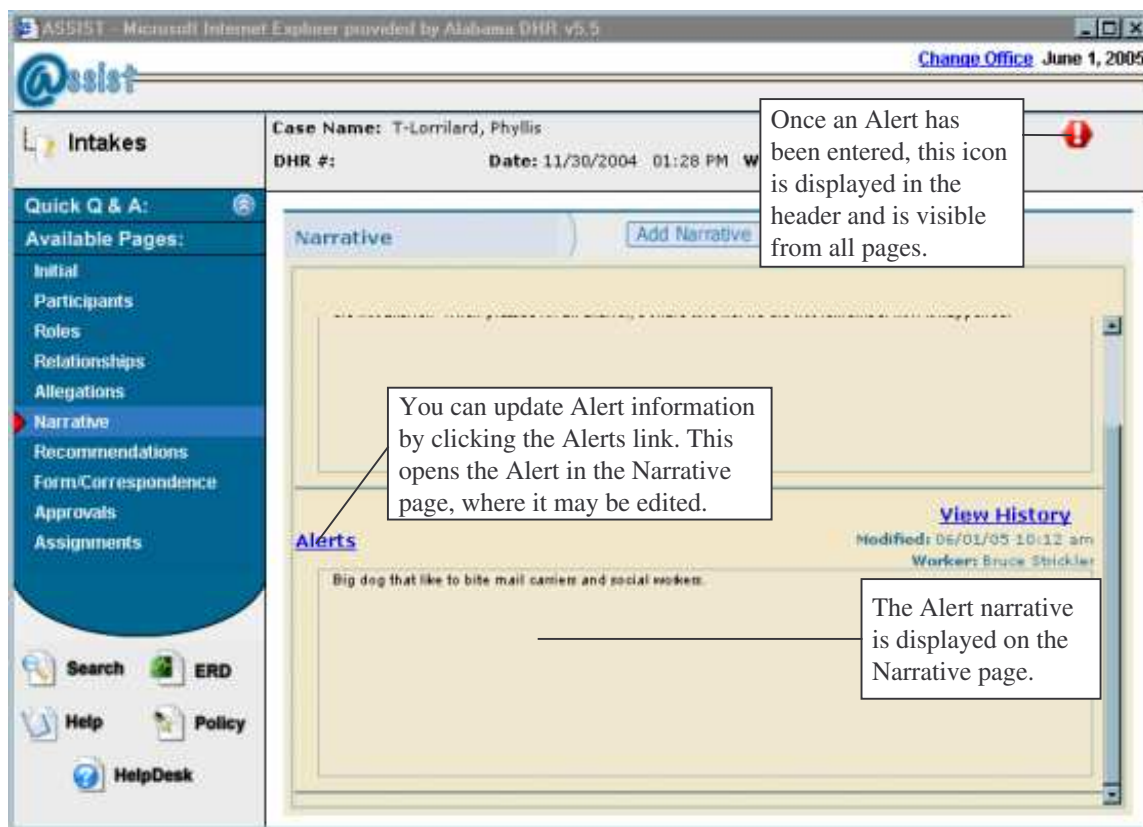 ASSIST - Microsoft Internet Explorer provided by Alabama DHR v5.5
Change Office June 1, 2005
@ssist
Intakes
Case Name: T-Lorrilard, Phyllis
DHR #: Date: 11/30/2004 01:28 PM W
Once an Alert has
been entered, this icon
is displayed in the
header and is visible
from all pages.
Quick Q & A:
Available Pages:
Initial
Participants
Roles
Relationships
Allegations
Narrative
Recommendations
Form/Correspondence
Approvals
Assignments
Search
ERD
Help
Policy
HelpDesk
Narrative
Add Narrative
You can update Alert information
by clicking the Alerts link. This
opens the Alert in the Narrative
page, where it may be edited.
View History
Alerts
Modified: 06/01/05 10:12 am
Worker: Bruce Strickler
Big dog that like to bite mail carriers and social workers.
The Alert narrative
is displayed on the
Narrative page.